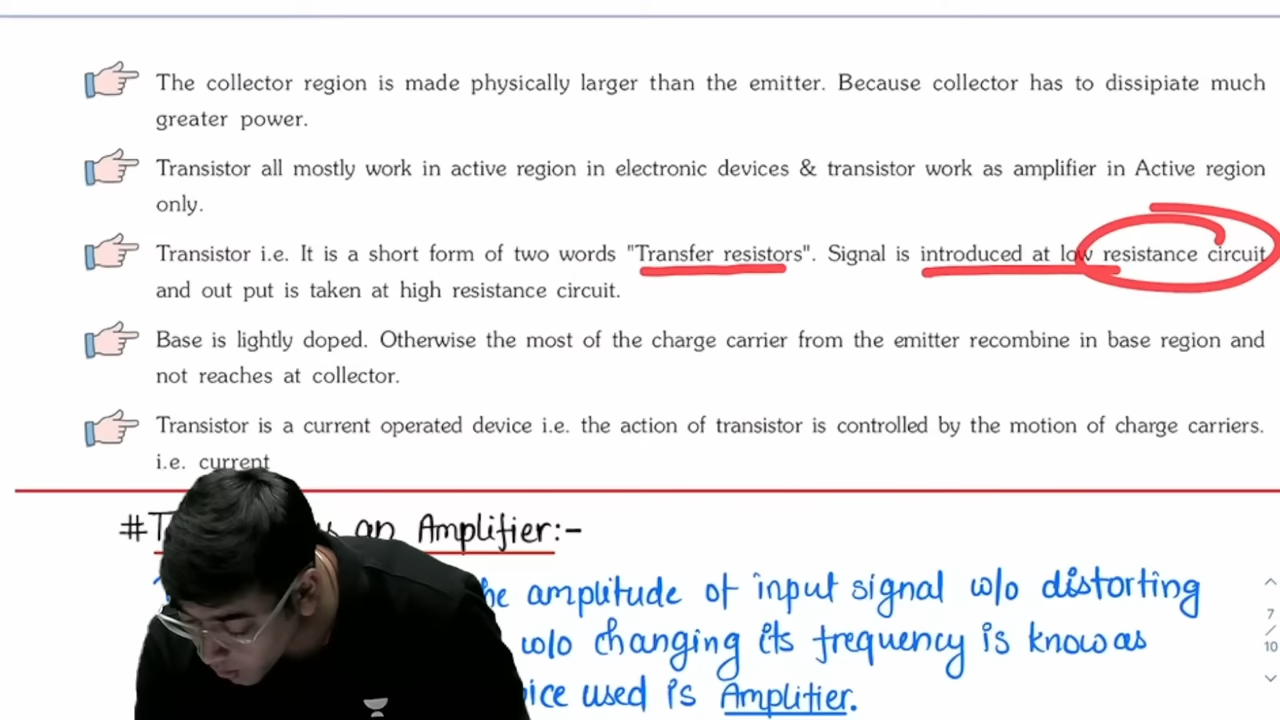 The collector region is made physically larger than the emitter. Because collector has to dissipiate much
greater power.
Transistor all mostly work in active region in electronic devices & transistor work as amplifier in Active region
only.
Transistor i.e. It is a short form of two words "Transfer resistors". Signal is introduced at low resistance circuit
and out put is taken at high resistance circuit.
Base is lightly doped. Otherwise the most of the charge carrier from the emitter recombine in base region and
not reaches at collector.
Transistor is a current operated device i.e. the action of transistor is controlled by the motion of charge carriers.
i.e. current
# an Amplifier:-
amplitude of input signal w/o distorting
w/o changing its frequency is know as
used is Amplifier.
7
/
10